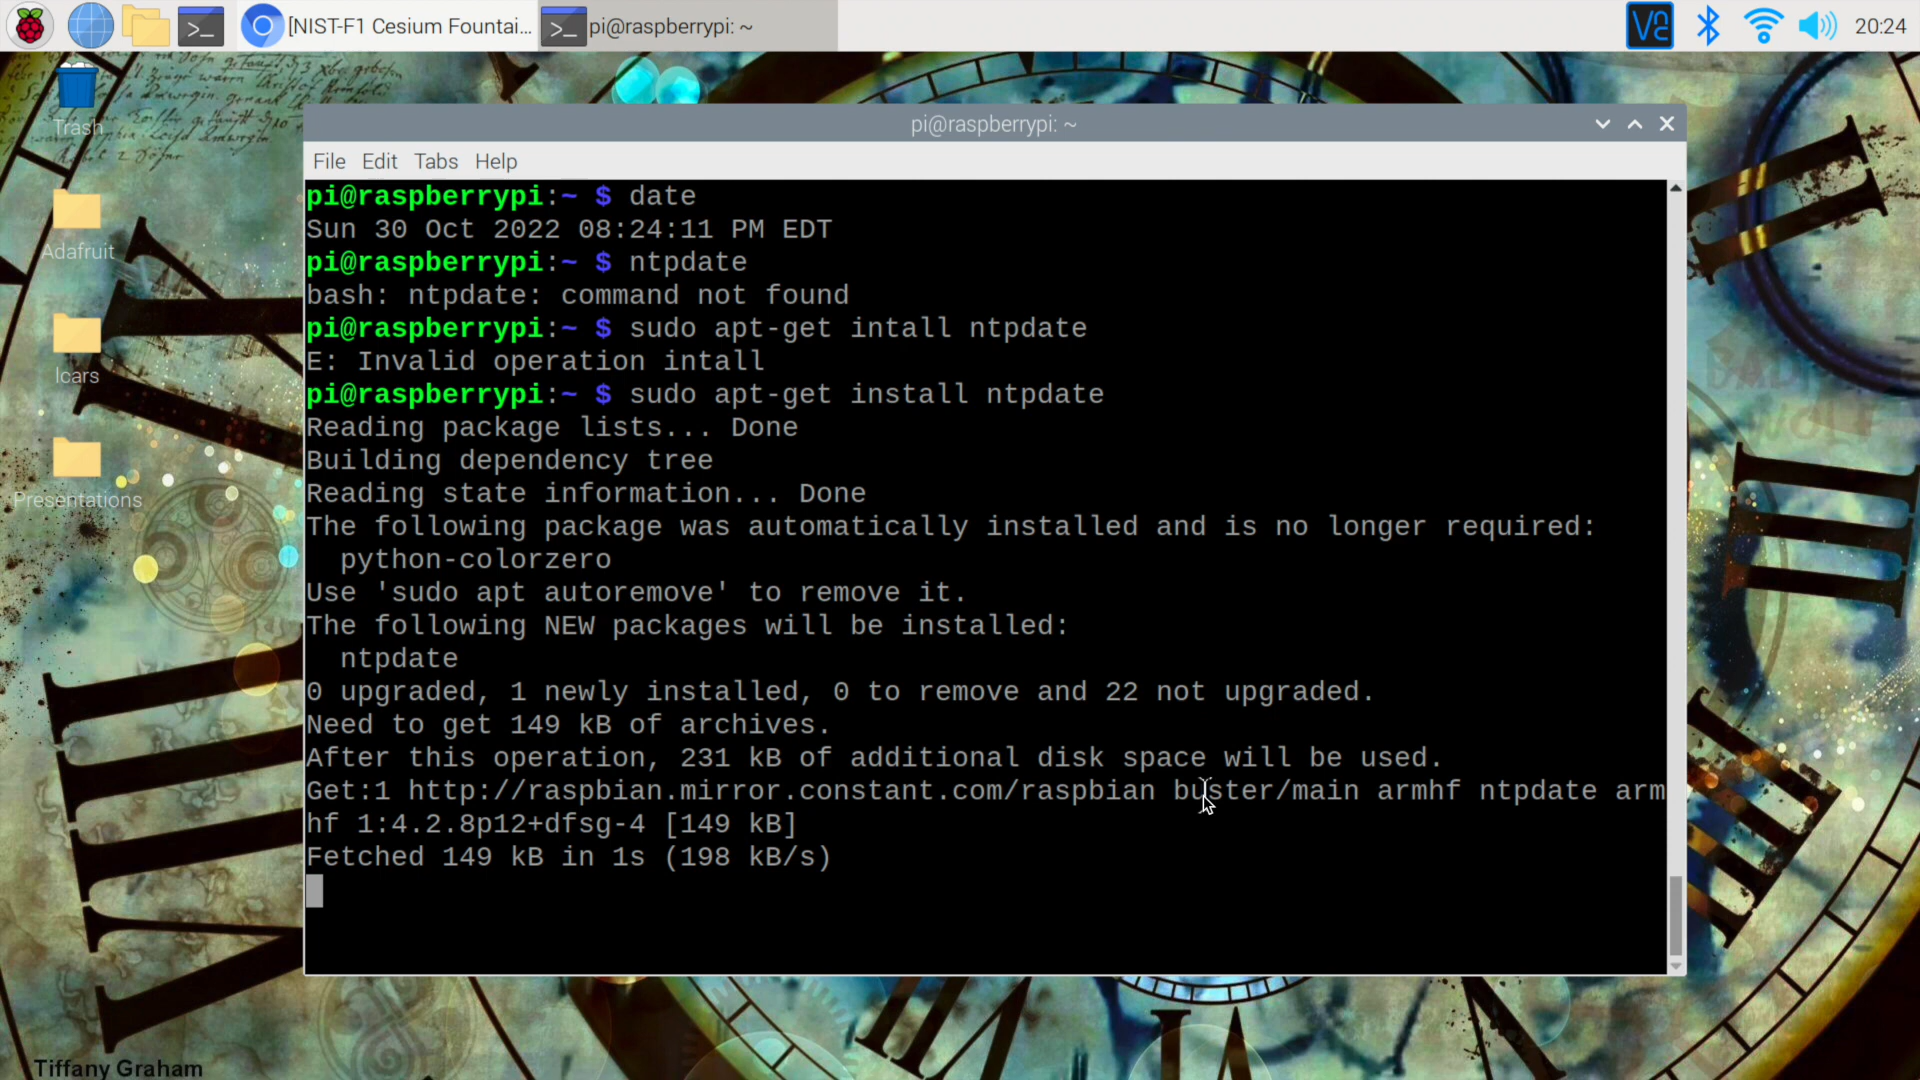 [NIST-F1 Cesium Fountai...
pi@raspberrypi: ~
20:24
Trash
Adafruit
lcars
Presentations
pi@raspberrypi: ~
File Edit Tabs Help
pi@raspberrypi:~ $ date
Sun 30 Oct 2022 08:24:11 PM EDT
pi@raspberrypi:~ $ ntpdate
bash: ntpdate: command not found
pi@raspberrypi:~ $ sudo apt-get intall ntpdate
E: Invalid operation intall
pi@raspberrypi:~ $ sudo apt-get install ntpdate
Reading package lists... Done
Building dependency tree
Reading state information... Done
The following package was automatically installed and is no longer required:
python-colorzero
Use 'sudo apt autoremove' to remove it.
The following NEW packages will be installed:
ntpdate
0 upgraded, 1 newly installed, 0 to remove and 22 not upgraded.
Need to get 149 kB of archives.
After this operation, 231 kB of additional disk space will be used.
Get:1 http://raspbian.mirror.constant.com/raspbian buster/main armhf ntpdate arm
hf 1:4.2.8p12+dfsg-4 [149 kB]
Fetched 149 kB in 1s (198 kB/s)
BAD
WOLF
Tiffany Graham